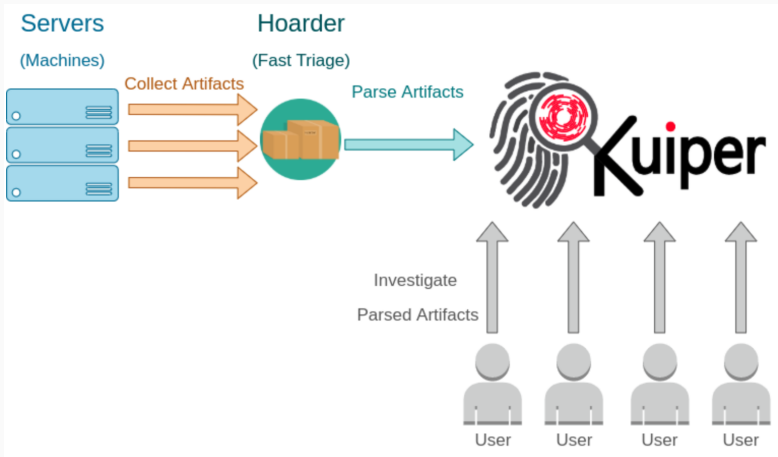 Servers
(Machines)
Hoarder
(Fast Triage)
Collect Artifacts
Parse Artifacts
Kuiper
Investigate
Parsed Artifacts
User
User
User
User